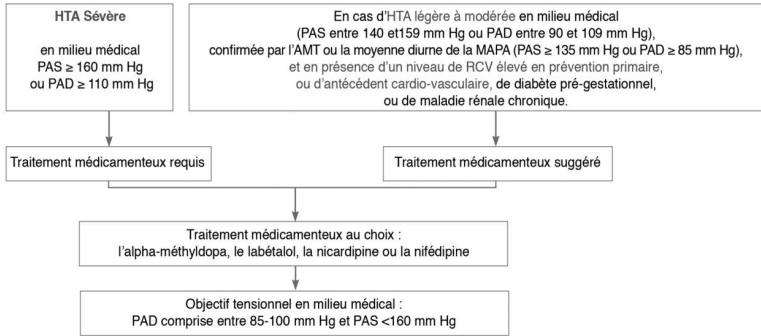 HTA Sévère
en milieu médical
PAS ≥ 160 mm Hg
ou PAD ≥ 110 mm Hg
En cas d'HTA légère à modérée en milieu médical
(PAS entre 140 et159 mm Hg ou PAD entre 90 et 109 mm Hg),
confirmée par l'AMT ou la moyenne diurne de la MAPA (PAS ≥ 135 mm Hg ou PAD ≥ 85 mm Hg),
et en présence d'un niveau de RCV élevé en prévention primaire,
ou d'antécédent cardio-vasculaire, de diabète pré-gestationnel,
ou de maladie rénale chronique.
Traitement médicamenteux requis
Traitement médicamenteux suggéré
Traitement médicamenteux au choix :
l'alpha-méthyldopa, le labétalol, la nicardipine ou la nifédipine
Objectif tensionnel en milieu médical :
PAD comprise entre 85-100 mm Hg et PAS <160 mm Hg